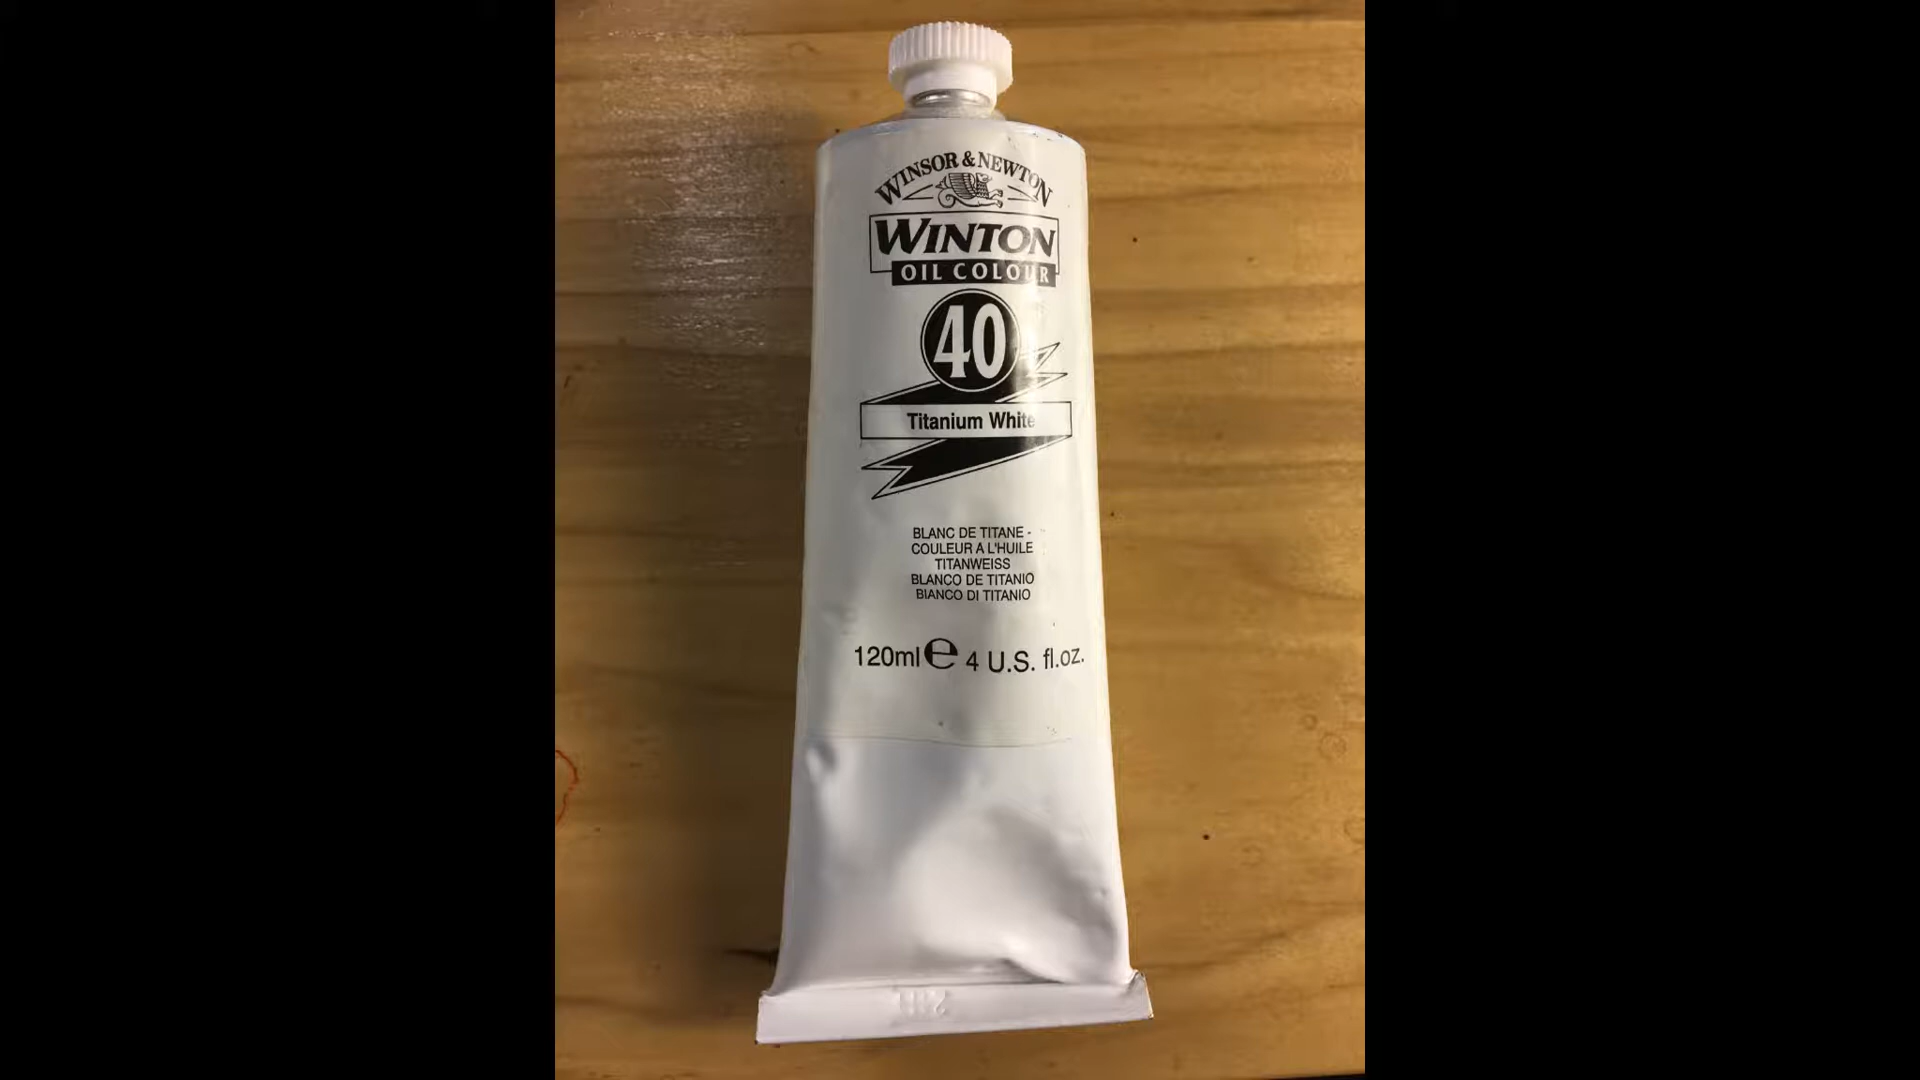 WINSOR & NEWTON
WINTON
OIL COLOUR
40
Titanium White
BLANC DE TITANE -
COULEUR A L'HUILE
TITANWEISS
BLANCO DE TITANIO
BIANCO DI TITANIO
120ml e 4 U.S. fl.oz.